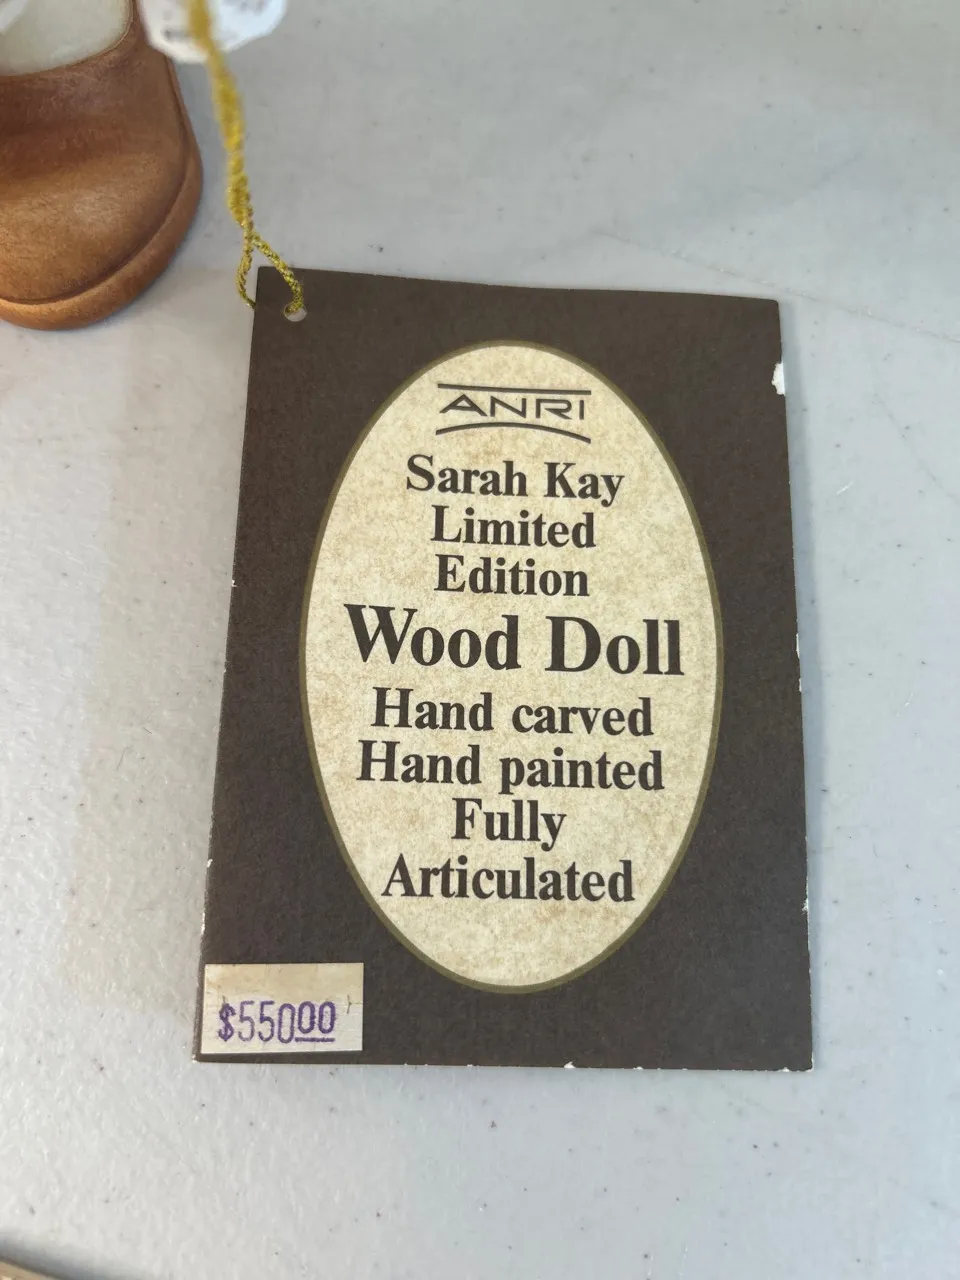 ANRI
Sarah Kay
Limited
Edition
Wood Doll
Hand carved
Hand painted
Fully
Articulated
$55000